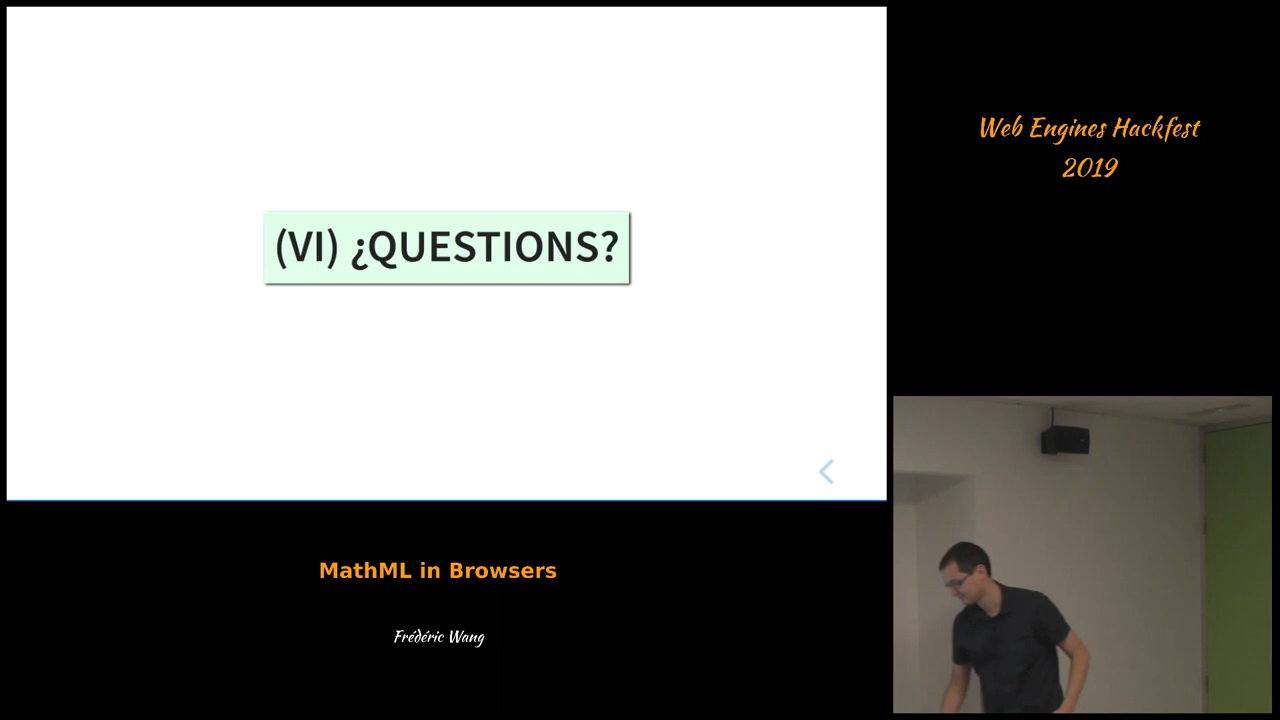 (VI) ¿QUESTIONS?
Web Engines Hackfest
2019
MathML in Browsers
Frédéric Wang